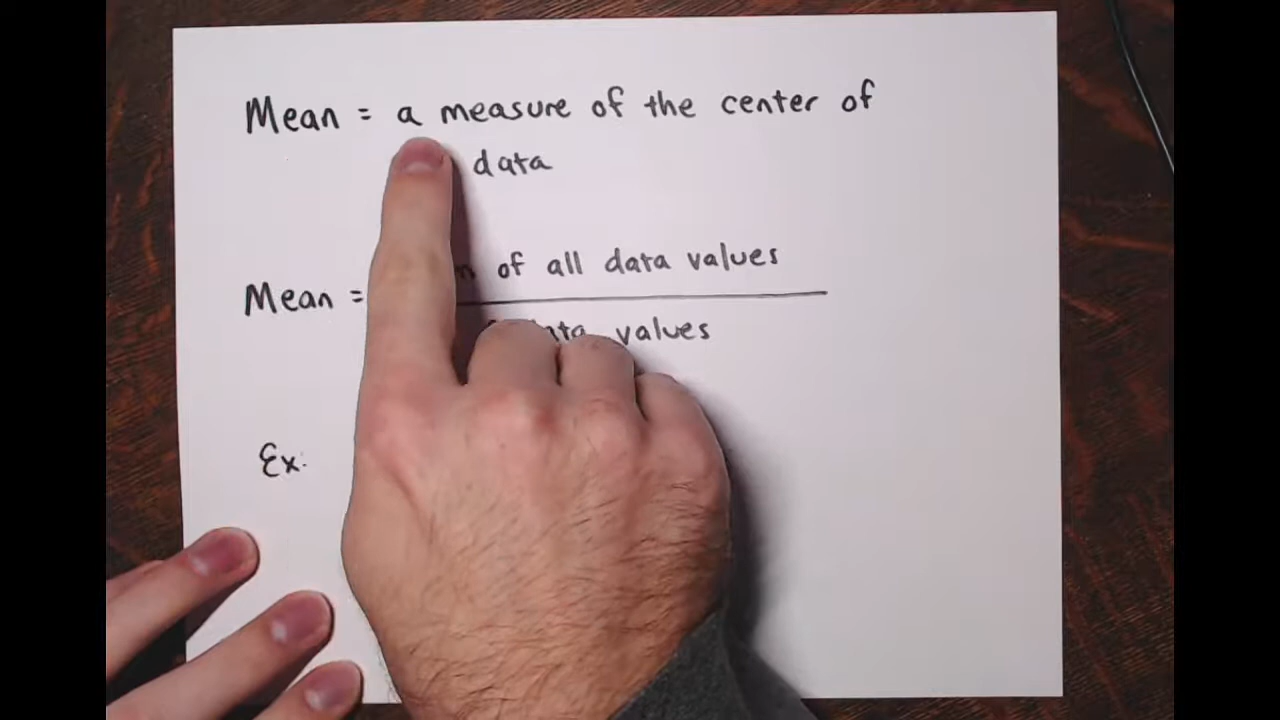 Mean = a measure of the center of
data
of all data values
Mean =
values
Ex: